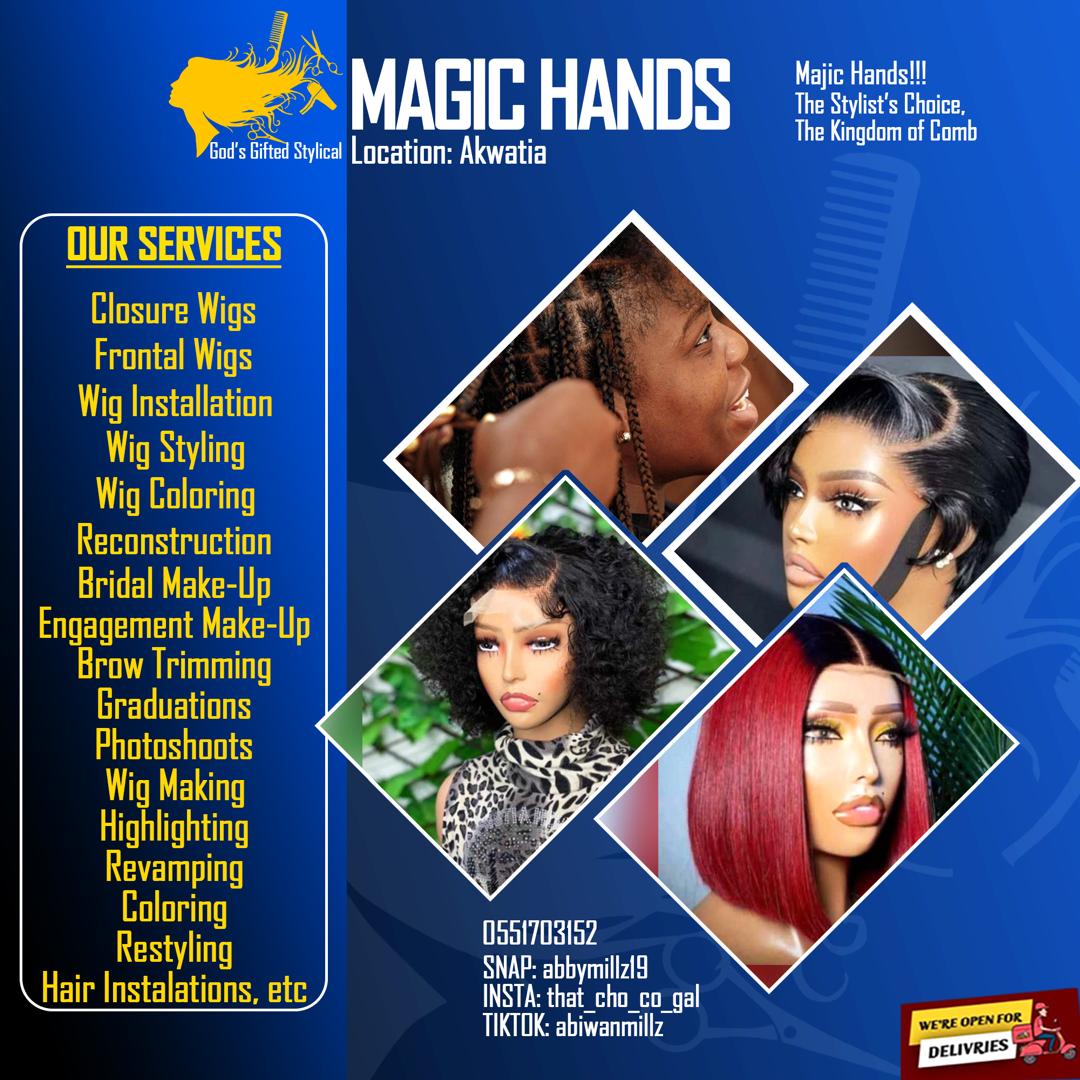 God's Gifted Stylical
MAGIC HANDS
Location: Akwatia
Majic Hands!!!
The Stylist's Choice,
The Kingdom of Comb
OUR SERVICES
Closure Wigs
Frontal Wigs
Wig Installation
Wig Styling
Wig Coloring
Reconstruction
Bridal Make-Up
Engagement Make-Up
Brow Trimming
Graduations
Photoshoots
Wig Making
Highlighting
Revamping
Coloring
Restyling
Hair Instalations, etc
0551703152
SNAP: abbymillz19
INSTA: that_cho_co_gal
TIKTOK: abiwanmillz
WE'RE OPEN FOR
DELIVRIES